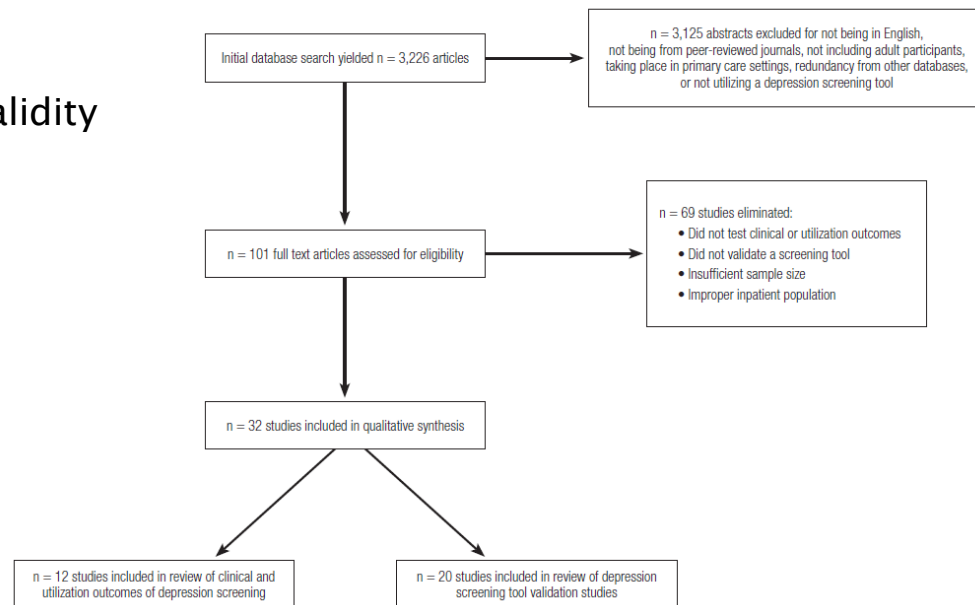 Initial database search yielded n = 3,226 articles
n = 3,125 abstracts excluded for not being in English,
not being from peer-reviewed journals, not including adult participants,
taking place in primary care settings, redundancy from other databases,
or not utilizing a depression screening tool
alidity
n = 101 full text articles assessed for eligibility
n = 69 studies eliminated:
• Did not test clinical or utilization outcomes
• Did not validate a screening tool
• Insufficient sample size
• Improper inpatient population
n = 32 studies included in qualitative synthesis
n = 12 studies included in review of clinical and
utilization outcomes of depression screening
n = 20 studies included in review of depression
screening tool validation studies